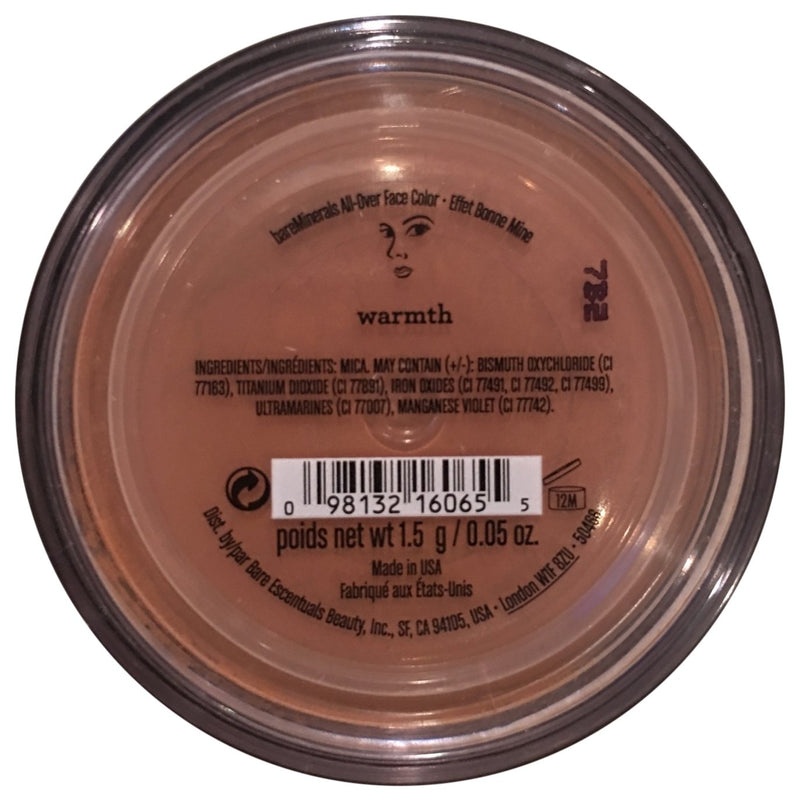 bareMinerals All-Over Face Color • Effet Bonne Mine
7B2
warmth
INGREDIENTS/INGRÉDIENTS: MICA. MAY CONTAIN (+/-): BISMUTH OXYCHLORIDE (CI
77163), TITANIUM DIOXIDE (CI 77891), IRON OXIDES (CI 77491, CI 77492, CI 77499),
ULTRAMARINES (CI 77007), MANGANESE VIOLET (CI 77742).
0 98132 16065 5
12M
poids net wt 1.5 g / 0.05 oz.
Made in USA
Fabriqué aux États-Unis
Dist. by/par Bare Escentuals Beauty, Inc., SF, CA 94105, USA • London W1F 8ZU • 50468